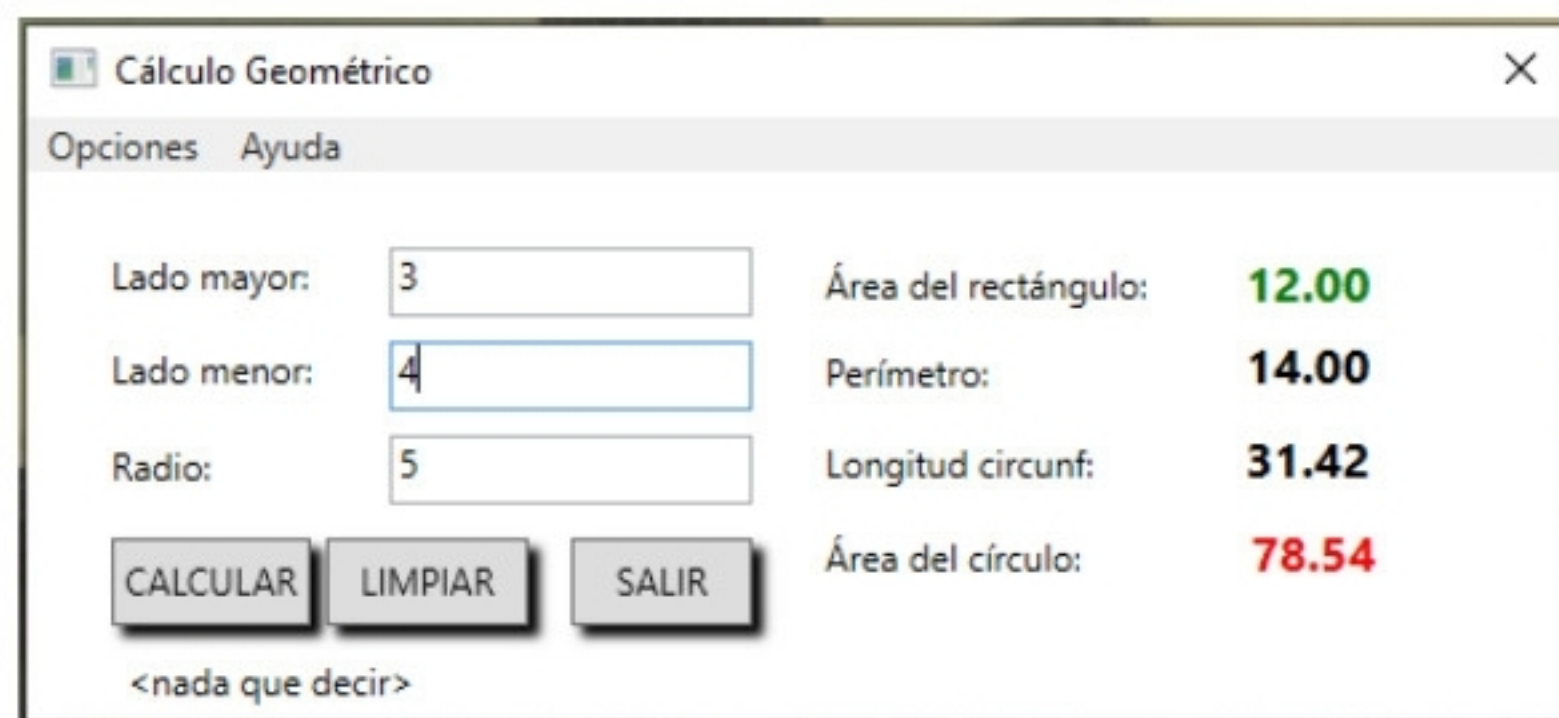 Cálculo Geométrico
Opciones Ayuda
Lado mayor: 3
Área del rectángulo: 12.00
Lado menor: 4
Perímetro: 14.00
Radio: 5
Longitud circunf: 31.42
CALCULAR LIMPIAR SALIR
Área del círculo: 78.54
<nada que decir>